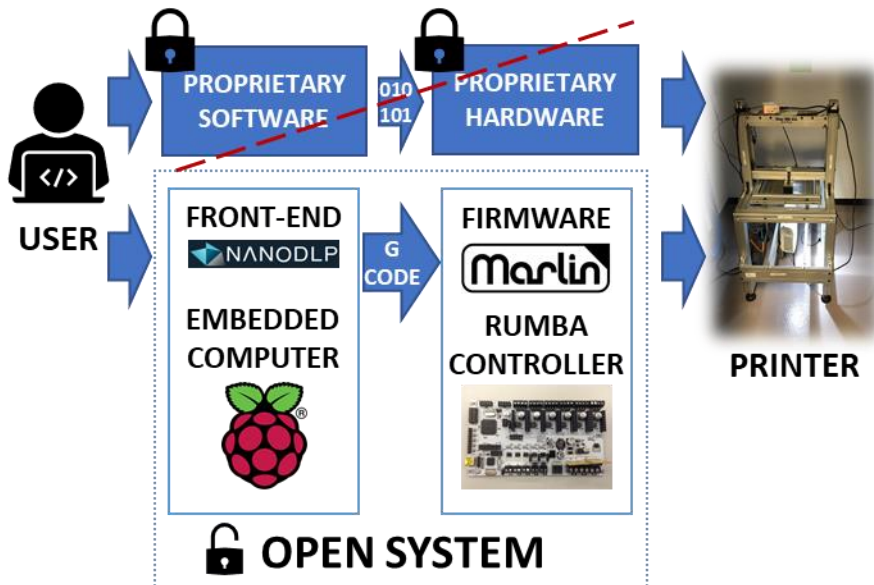 PROPRIETARY
SOFTWARE
010
101
PROPRIETARY
HARDWARE
</>
USER
FRONT-END
NANODLP
EMBEDDED
COMPUTER
®
G
CODE
FIRMWARE
Marlin
RUMBA
CONTROLLER
PRINTER
OPEN SYSTEM